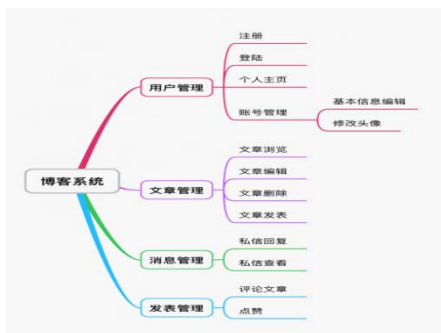 博客系统
用户管理
注册
登陆
个人主页
账号管理
基本信息编辑
修改头像
文章管理
文章浏览
文章编辑
文章删除
文章发表
消息管理
私信回复
私信查看
发表管理
评论文章
点赞